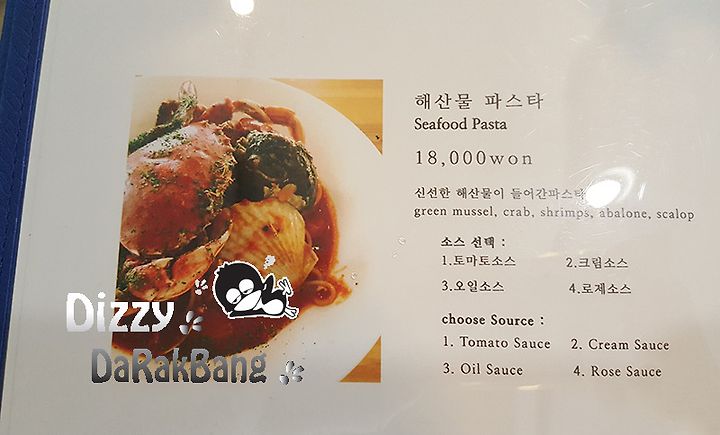 해산물 파스타
Seafood Pasta
18,000won
신선한 해산물이 들어간파스타
green mussel, crab, shrimps, abalone, scalop
소스 선택 :
1.토마토소스 2.크림소스
3.오일소스 4.로제소스
choose Source :
1. Tomato Sauce 2. Cream Sauce
3. Oil Sauce 4. Rose Sauce
Dizzy
DaRakBang